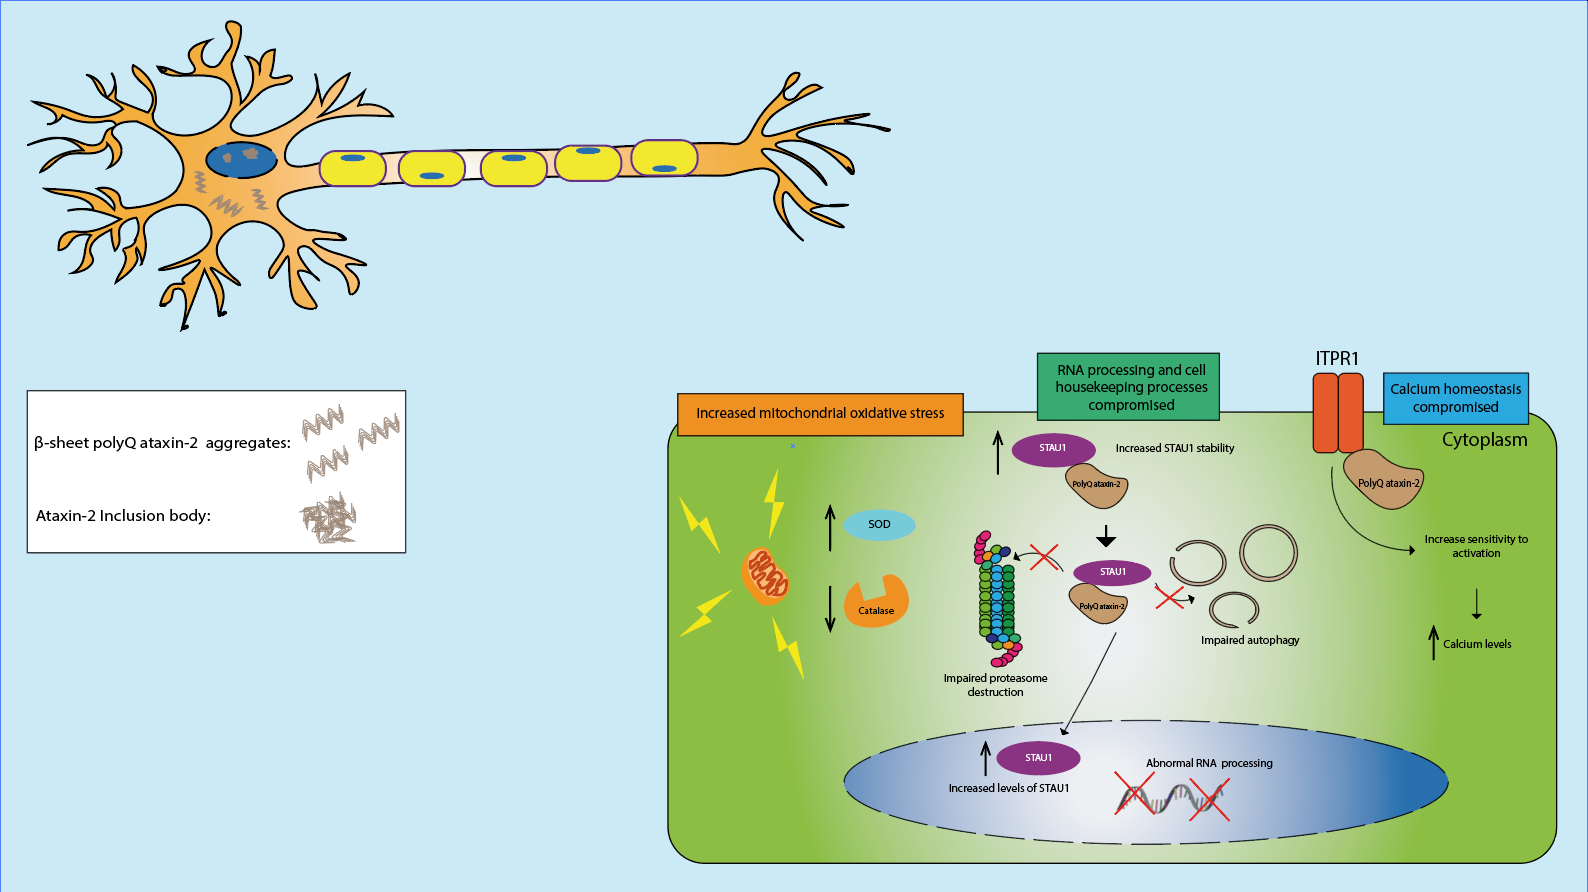 β-sheet polyQ ataxin-2 aggregates:
Ataxin-2 Inclusion body:
Increased mitochondrial oxidative stress
SOD
Catalase
RNA processing and cell
housekeeping processes
compromised
STAU1
Increased STAU1 stability
PolyQ ataxin-2
STAU1
PolyQ ataxin-2
Impaired autophagy
Impaired proteasome
destruction
STAU1
Increased levels of STAU1
Abnormal RNA processing
ITPR1
Calcium homeostasis
compromised
Cytoplasm
PolyQ ataxin-2
Increase sensitivity to
activation
Calcium levels